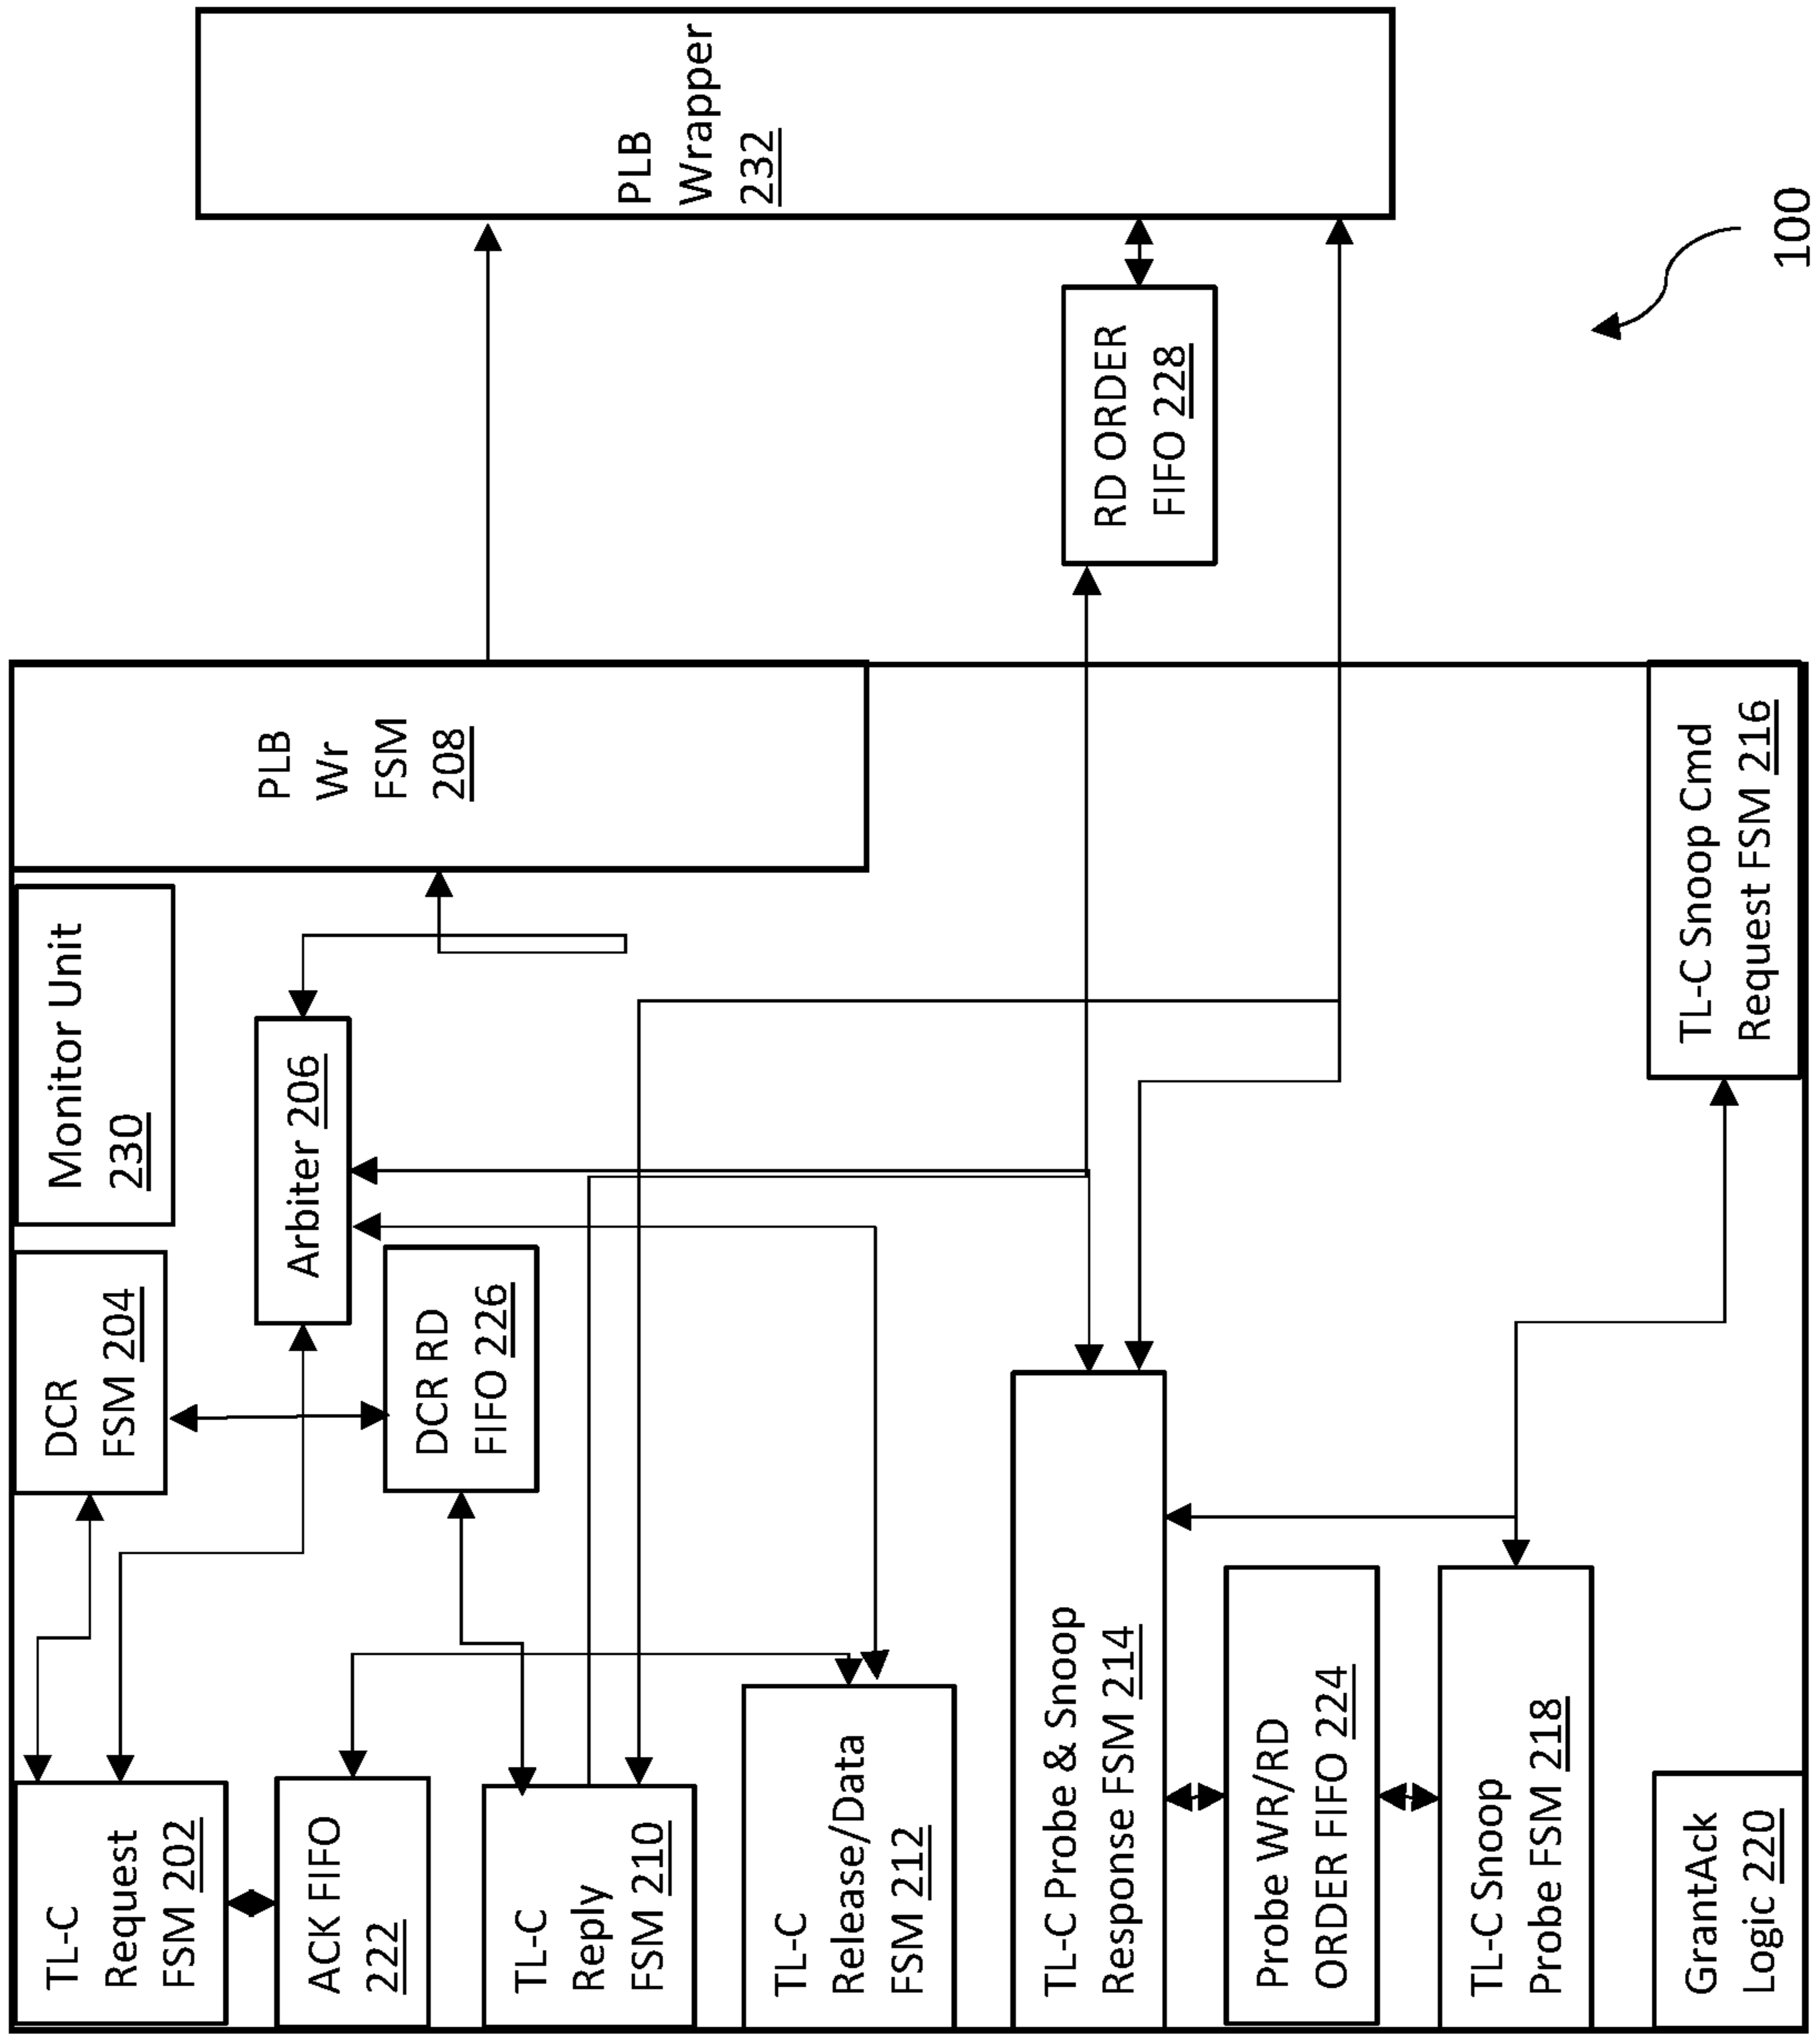 TL-C
Request
FSM 202
DCR
FSM 204
Monitor Unit
230
PLB
Wr
FSM
208
PLB
Wrapper
232
ACK FIFO
222
Arbiter 206
DCR RD
FIFO 226
TL-C
Reply
FSM 210
TL-C
Release/Data
FSM 212
TL-C Probe & Snoop
Response FSM 214
RD ORDER
FIFO 228
Probe WR/RD
ORDER FIFO 224
TL-C Snoop
Probe FSM 218
GrantAck
Logic 220
TL-C Snoop Cmd
Request FSM 216
100